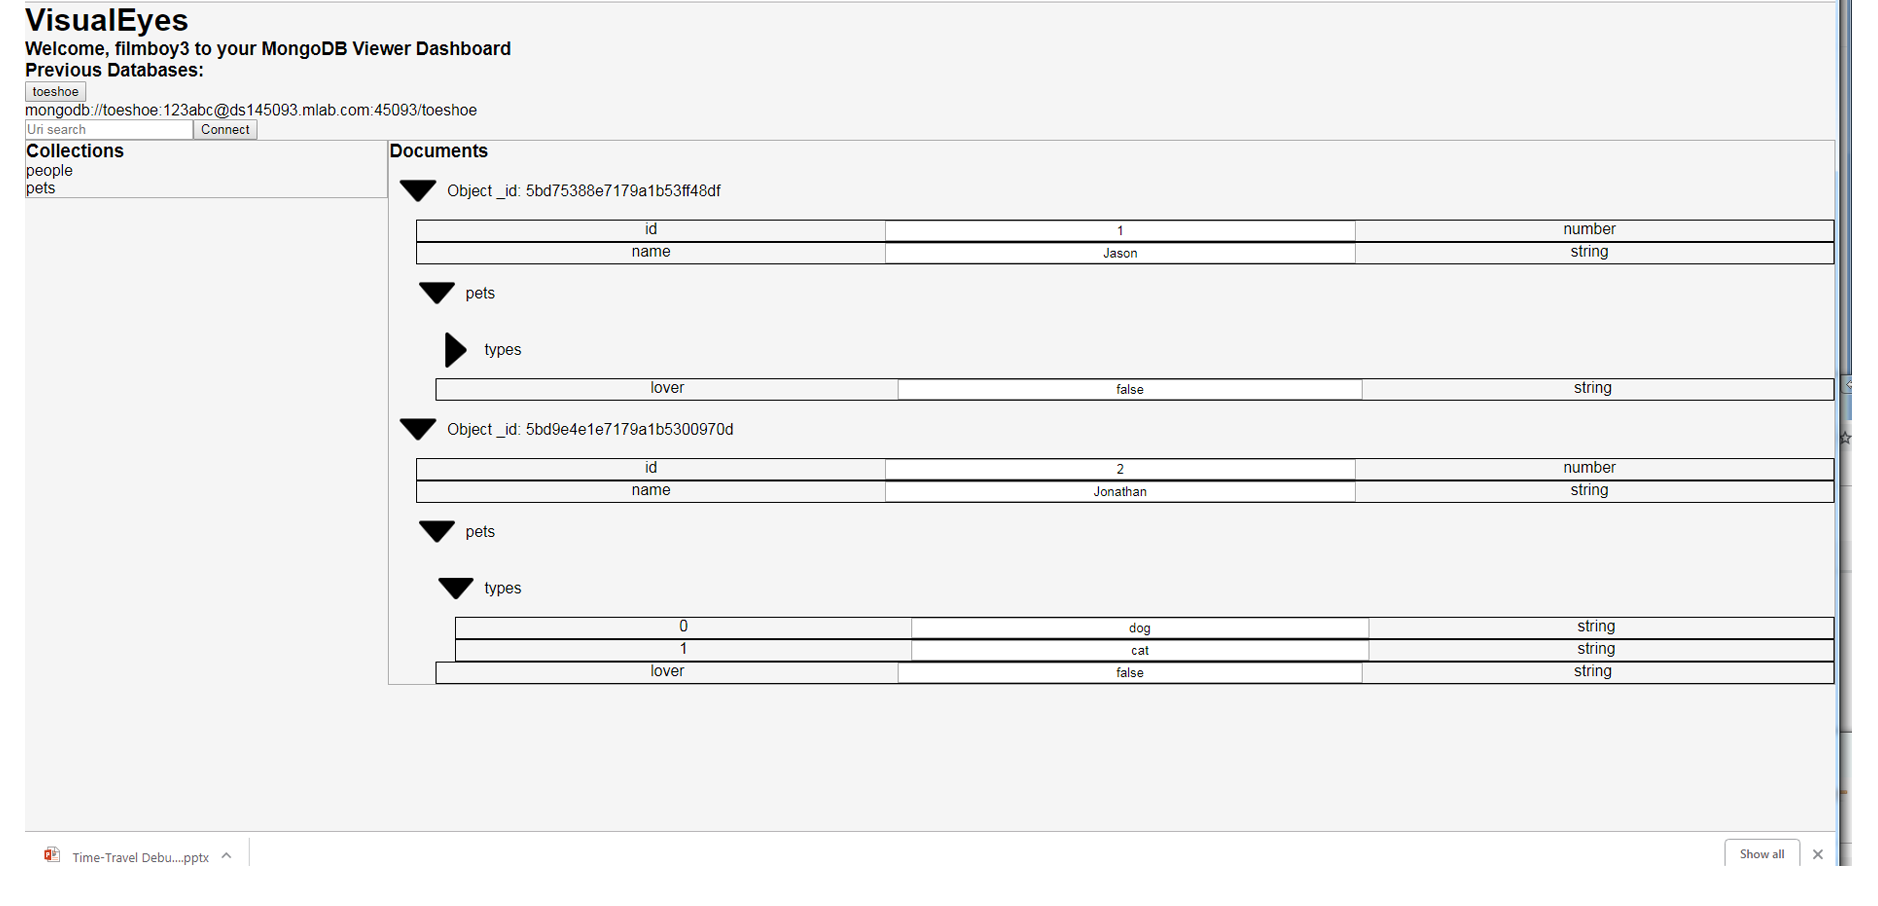 VisualEyes
Welcome, filmboy3 to your MongoDB Viewer Dashboard
Previous Databases:
toeshoe
mongodb://toeshoe:123abc@ds145093.mlab.com:45093/toeshoe
Uri search Connect
Collections
people
pets
Documents
Object _id: 5bd75388e7179a1b53ff48df
id 1 number
name Jason string
pets
types
lover false string
Object _id: 5bd9e4e1e7179a1b5300970d
id 2 number
name Jonathan string
pets
types
0 dog string
1 cat string
lover false string
Time-Travel Debu....pptx Show all